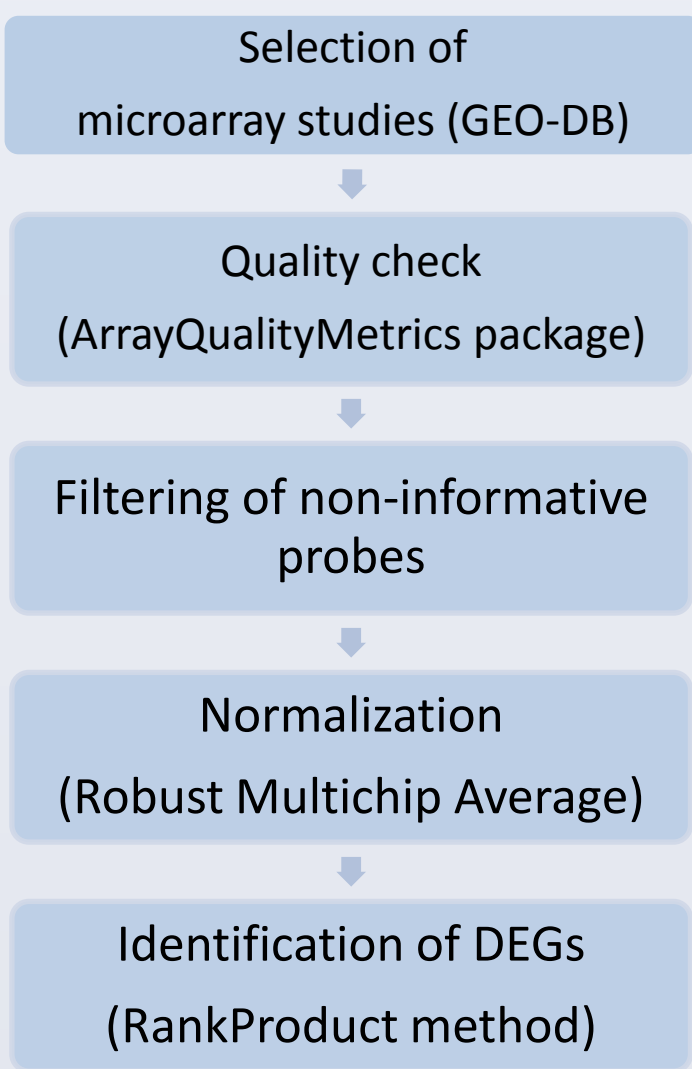 Selection of
microarray studies (GEO-DB)
Quality check
(ArrayQualityMetrics package)
Filtering of non-informative
probes
Normalization
(Robust Multichip Average)
Identification of DEGs
(RankProduct method)